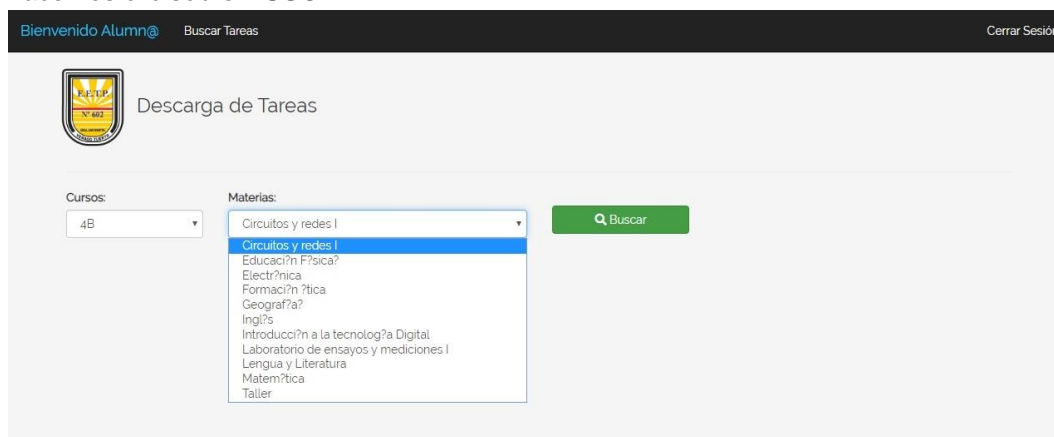 Bienvenido Alumn@ Buscar Tareas Cerrar Sesión
E.E.T.P.
N° 602
Descarga de Tareas
Cursos: Materias:
4B Circuitos y redes I Buscar
Circuitos y redes I
Educaci?n F?sica?
Electr?nica
Formaci?n ?tica
Geograf?a?
Ingl?s
Introducci?n a la tecnolog?a Digital
Laboratorio de ensayos y mediciones I
Lengua y Literatura
Matem?tica
Taller